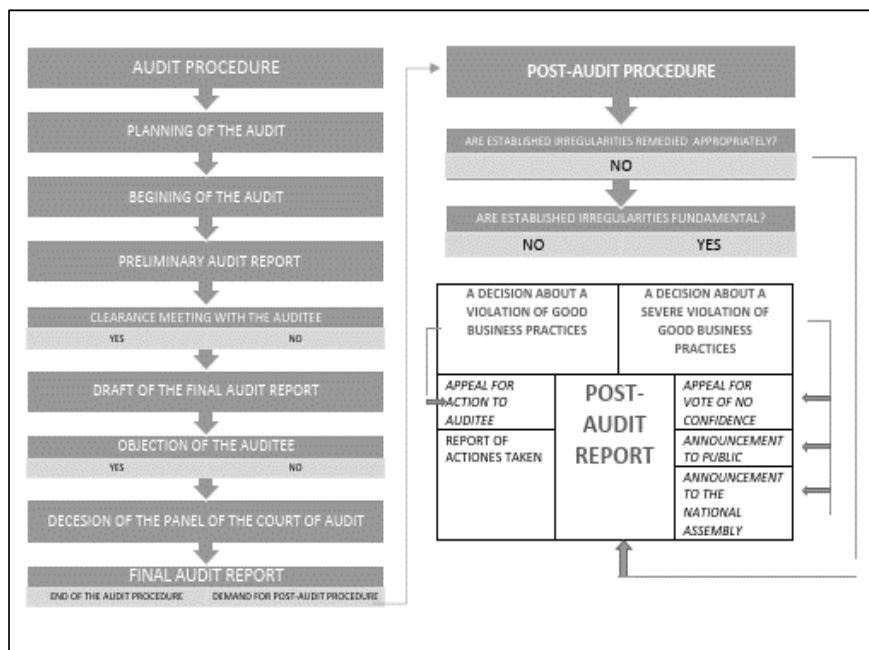 AUDIT PROCEDURE
PLANNING OF THE AUDIT
BEGINING OF THE AUDIT
PRELIMINARY AUDIT REPORT
CLEARANCE MEETING WITH THE AUDITEE
YES NO
DRAFT OF THE FINAL AUDIT REPORT
OBJECTION OF THE AUDITEE
YES NO
DECESION OF THE PANEL OF THE COURT OF AUDIT
FINAL AUDIT REPORT
END OF THE AUDIT PROCEDURE DEMAND FOR POST-AUDIT PROCEDURE
POST-AUDIT PROCEDURE
ARE ESTABLISHED IRREGULARITIES REMEDIED APPROPRIATELY?
NO
ARE ESTABLISHED IRREGULARITIES FUNDAMENTAL?
NO YES
A DECISION ABOUT A
VIOLATION OF GOOD
BUSINESS PRACTICES
A DECISION ABOUT A
SEVERE VIOLATION OF
GOOD BUSINESS
PRACTICES
APPEAL FOR
ACTION TO
AUDITEE
REPORT OF
ACTIONES TAKEN
POST-
AUDIT
REPORT
APPEAL FOR
VOTE OF NO
CONFIDENCE
ANNOUNCEMENT
TO PUBLIC
ANNOUNCEMENT
TO THE
NATIONAL
ASSEMBLY